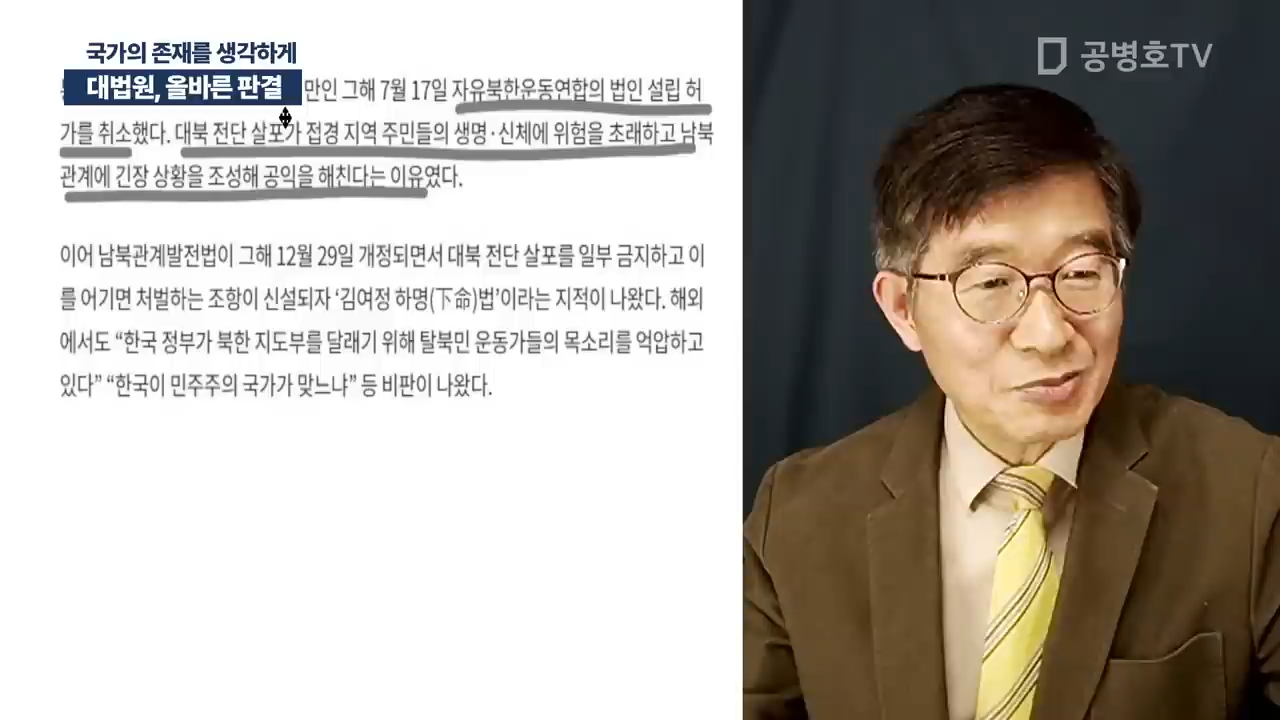 국가의 존재를 생각하게
대법원, 올바른 판결
공병호TV
만인 그해 7월 17일 자유북한운동연합의 법인 설립 허
가를 취소했다. 대북 전단 살포가 접경 지역 주민들의 생명·신체에 위험을 초래하고 남북
관계에 긴장 상황을 조성해 공익을 해친다는 이유였다.
이어 남북관계발전법이 그해 12월 29일 개정되면서 대북 전단 살포를 일부 금지하고 이
를 어기면 처벌하는 조항이 신설되자 ‘김여정 하명(下命)법’이라는 지적이 나왔다. 해외
에서도 “한국 정부가 북한 지도부를 달래기 위해 탈북민 운동가들의 목소리를 억압하고
있다” “한국이 민주주의 국가가 맞느냐” 등 비판이 나왔다.